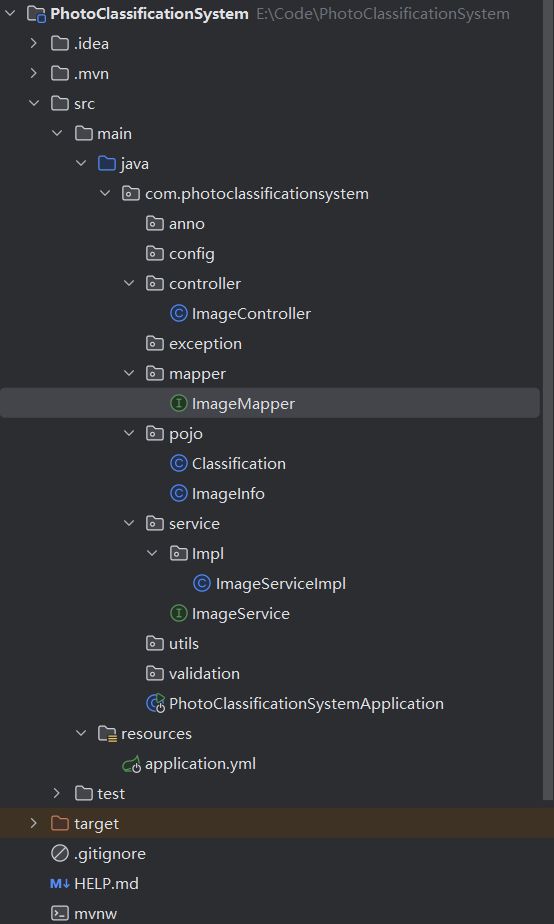 PhotoClassificationSystem E:\Code\PhotoClassificationSystem
.idea
.mvn
src
main
java
com.photoclassificationsystem
anno
config
controller
ImageController
exception
mapper
ImageMapper
pojo
Classification
ImageInfo
service
Impl
ImageServiceImpl
ImageService
utils
validation
PhotoClassificationSystemApplication
resources
application.yml
test
target
.gitignore
HELP.md
mvnw